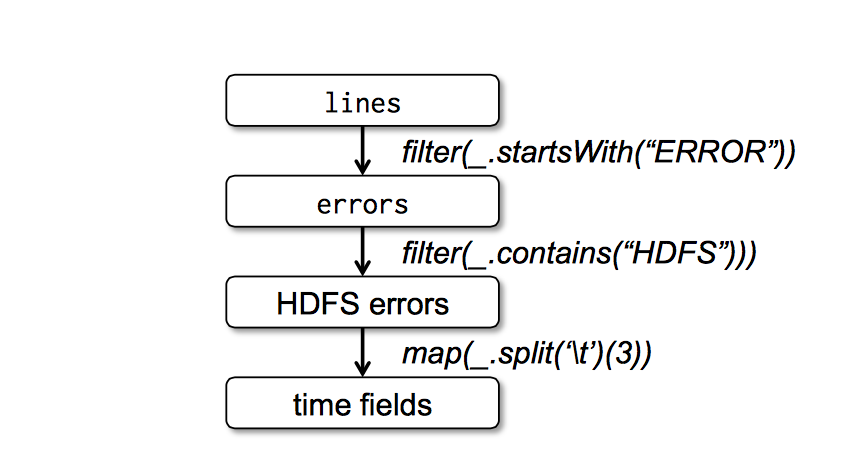 lines
filter(_.startsWith(“ERROR”))
errors
filter(_.contains(“HDFS”)))
HDFS errors
map(_.split(‘\t’)(3))
time fields